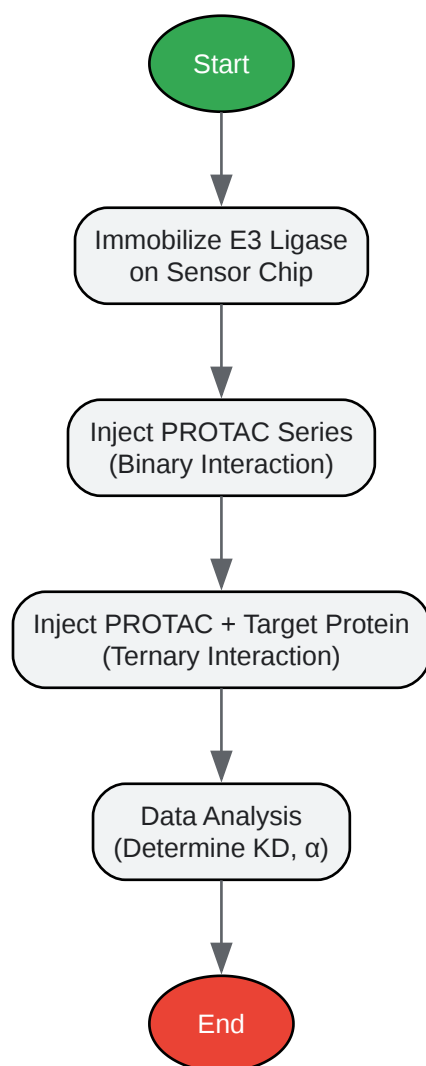 Start
Immobilize E3 Ligase
on Sensor Chip
Inject PROTAC Series
(Binary Interaction)
Inject PROTAC + Target Protein
(Ternary Interaction)
Data Analysis
(Determine KD, α)
End